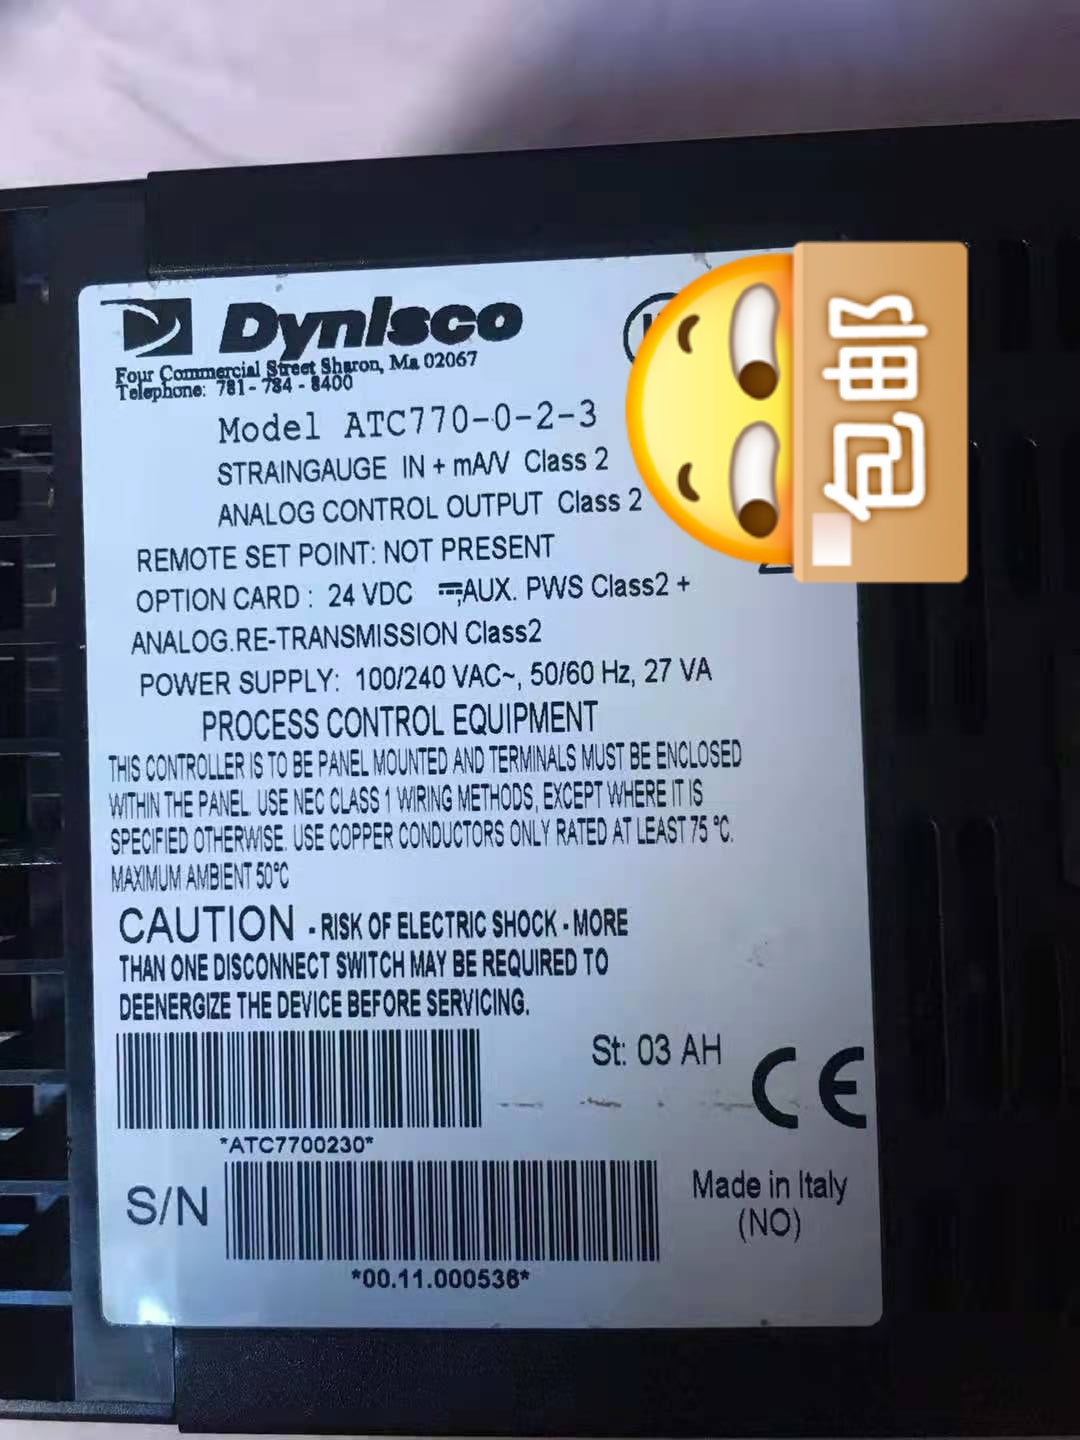 Dynisco
Four Commercial Street Sharon, Ma 02067
Telephone: 781-784-8400
Model ATC770-0-2-3
STRAINGAUGE IN + mA/V Class 2
ANALOG CONTROL OUTPUT Class 2
REMOTE SET POINT: NOT PRESENT
OPTION CARD : 24 VDC AUX. PWS Class2 +
ANALOG.RE-TRANSMISSION Class2
POWER SUPPLY: 100/240 VAC~, 50/60 Hz, 27 VA
PROCESS CONTROL EQUIPMENT
THIS CONTROLLER IS TO BE PANEL MOUNTED AND TERMINALS MUST BE ENCLOSED
WITHIN THE PANEL. USE NEC CLASS 1 WIRING METHODS, EXCEPT WHERE IT IS
SPECIFIED OTHERWISE. USE COPPER CONDUCTORS ONLY RATED AT LEAST 75 °C.
MAXIMUM AMBIENT 50°C
CAUTION - RISK OF ELECTRIC SHOCK - MORE
THAN ONE DISCONNECT SWITCH MAY BE REQUIRED TO
DEENERGIZE THE DEVICE BEFORE SERVICING.
St: 03 AH
CE
*ATC7700230*
S/N
*00.11.000536*
Made in Italy
(NO)
包邮